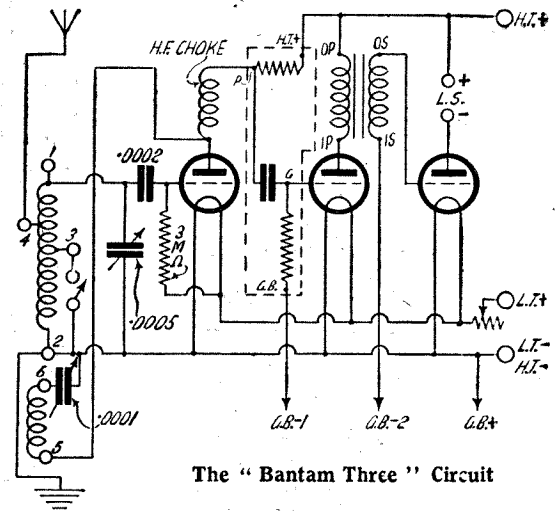 H.T.+
H.F. CHOKE
H.T.+
P.
OP
OS
+
L.S.
-
IP
IS
1
.0002
G
4
3
3
M
Ω
.0005
G.B.
L.T.+
2
L.T.-
H.T.-
6
.0001
5
G.B.-1
G.B.-2
G.B.+
The "Bantam Three" Circuit